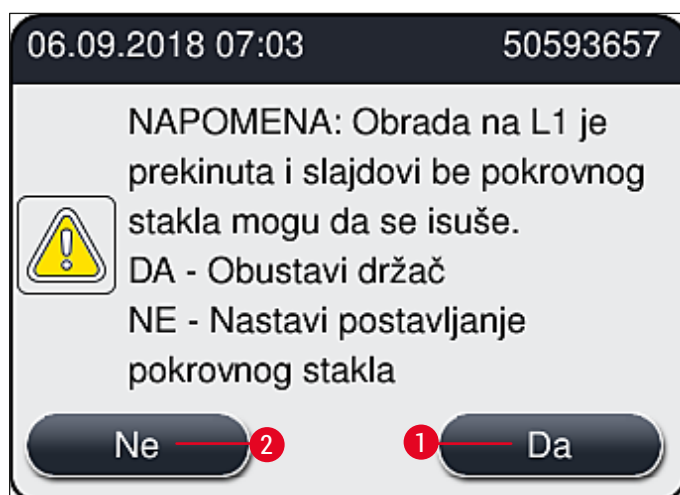 06.09.2018 07:03 50593657
NAPOMENA: Obrada na L1 je
prekinuta i slajdovi be pokrovnog
stakla mogu da se isuše.
DA - Obustavi držač
NE - Nastavi postavljanje
pokrovnog stakla
Ne 2 1 Da